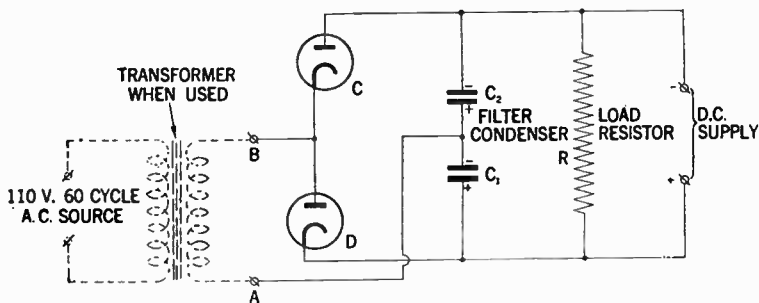 TRANSFORMER
WHEN USED
110 V. 60 CYCLE
A.C. SOURCE
B
A
C
D
-
C₂
+
FILTER
CONDENSER
-
C₁
+
LOAD
RESISTOR
R
-
D.C.
SUPPLY
+